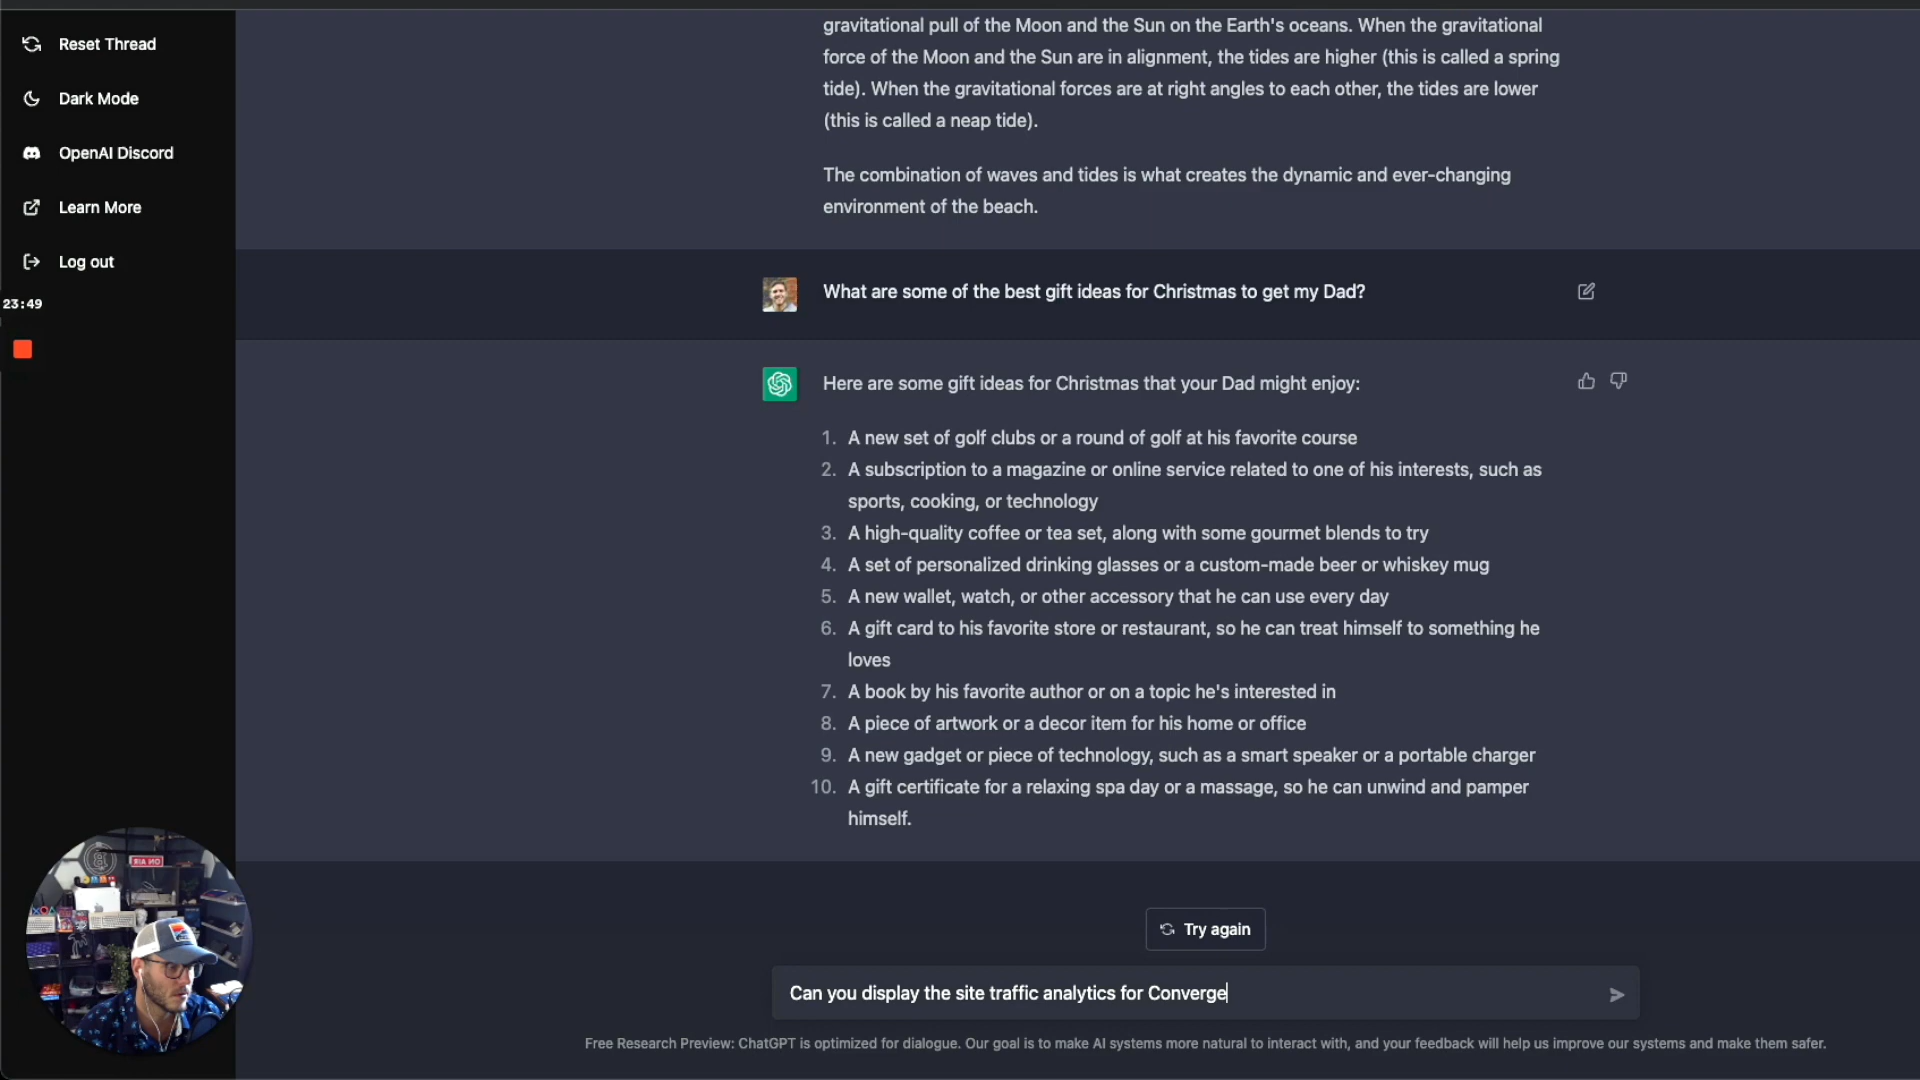 Reset Thread
Dark Mode
OpenAI Discord
Learn More
Log out
23:49
gravitational pull of the Moon and the Sun on the Earth's oceans. When the gravitational
force of the Moon and the Sun are in alignment, the tides are higher (this is called a spring
tide). When the gravitational forces are at right angles to each other, the tides are lower
(this is called a neap tide).
The combination of waves and tides is what creates the dynamic and ever-changing
environment of the beach.
What are some of the best gift ideas for Christmas to get my Dad?
Here are some gift ideas for Christmas that your Dad might enjoy:
1. A new set of golf clubs or a round of golf at his favorite course
2. A subscription to a magazine or online service related to one of his interests, such as
sports, cooking, or technology
3. A high-quality coffee or tea set, along with some gourmet blends to try
4. A set of personalized drinking glasses or a custom-made beer or whiskey mug
5. A new wallet, watch, or other accessory that he can use every day
6. A gift card to his favorite store or restaurant, so he can treat himself to something he
loves
7. A book by his favorite author or on a topic he's interested in
8. A piece of artwork or a decor item for his home or office
9. A new gadget or piece of technology, such as a smart speaker or a portable charger
10. A gift certificate for a relaxing spa day or a massage, so he can unwind and pamper
himself.
ON AIR
Try again
Can you display the site traffic analytics for Converge
Free Research Preview: ChatGPT is optimized for dialogue. Our goal is to make AI systems more natural to interact with, and your feedback will help us improve our systems and make them safer.